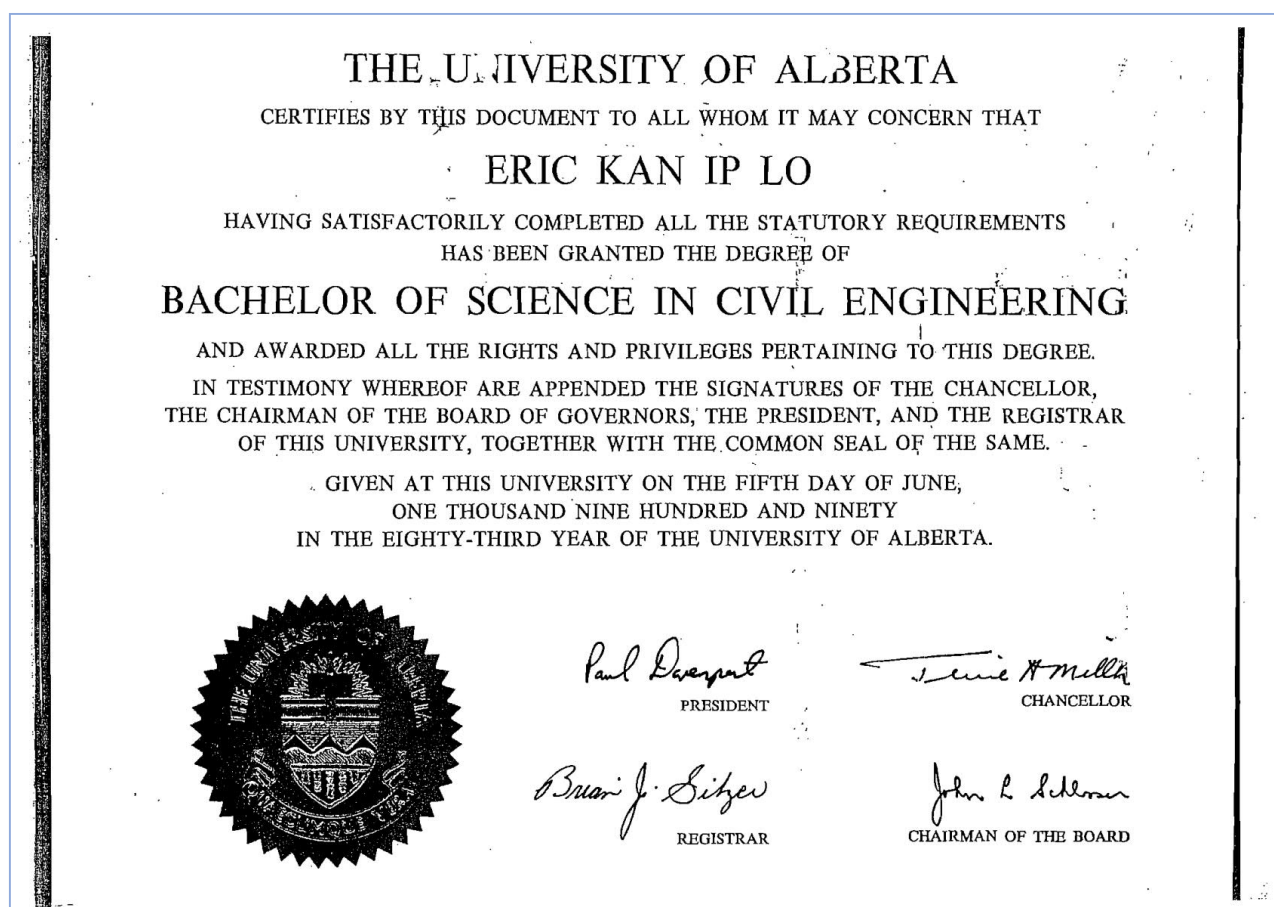 THE UNIVERSITY OF ALBERTA
CERTIFIES BY THIS DOCUMENT TO ALL WHOM IT MAY CONCERN THAT
ERIC KAN IP LO
HAVING SATISFACTORILY COMPLETED ALL THE STATUTORY REQUIREMENTS
HAS BEEN GRANTED THE DEGREE OF
BACHELOR OF SCIENCE IN CIVIL ENGINEERING
AND AWARDED ALL THE RIGHTS AND PRIVILEGES PERTAINING TO THIS DEGREE.
IN TESTIMONY WHEREOF ARE APPENDED THE SIGNATURES OF THE CHANCELLOR,
THE CHAIRMAN OF THE BOARD OF GOVERNORS, THE PRESIDENT, AND THE REGISTRAR
OF THIS UNIVERSITY, TOGETHER WITH THE COMMON SEAL OF THE SAME.
GIVEN AT THIS UNIVERSITY ON THE FIFTH DAY OF JUNE,
ONE THOUSAND NINE HUNDRED AND NINETY
IN THE EIGHTY-THIRD YEAR OF THE UNIVERSITY OF ALBERTA.
THE UNIVERSITY OF ALBERTA
Paul Davenport
PRESIDENT
CHANCELLOR
Brian J. Silzer
REGISTRAR
John L Schlosser
CHAIRMAN OF THE BOARD